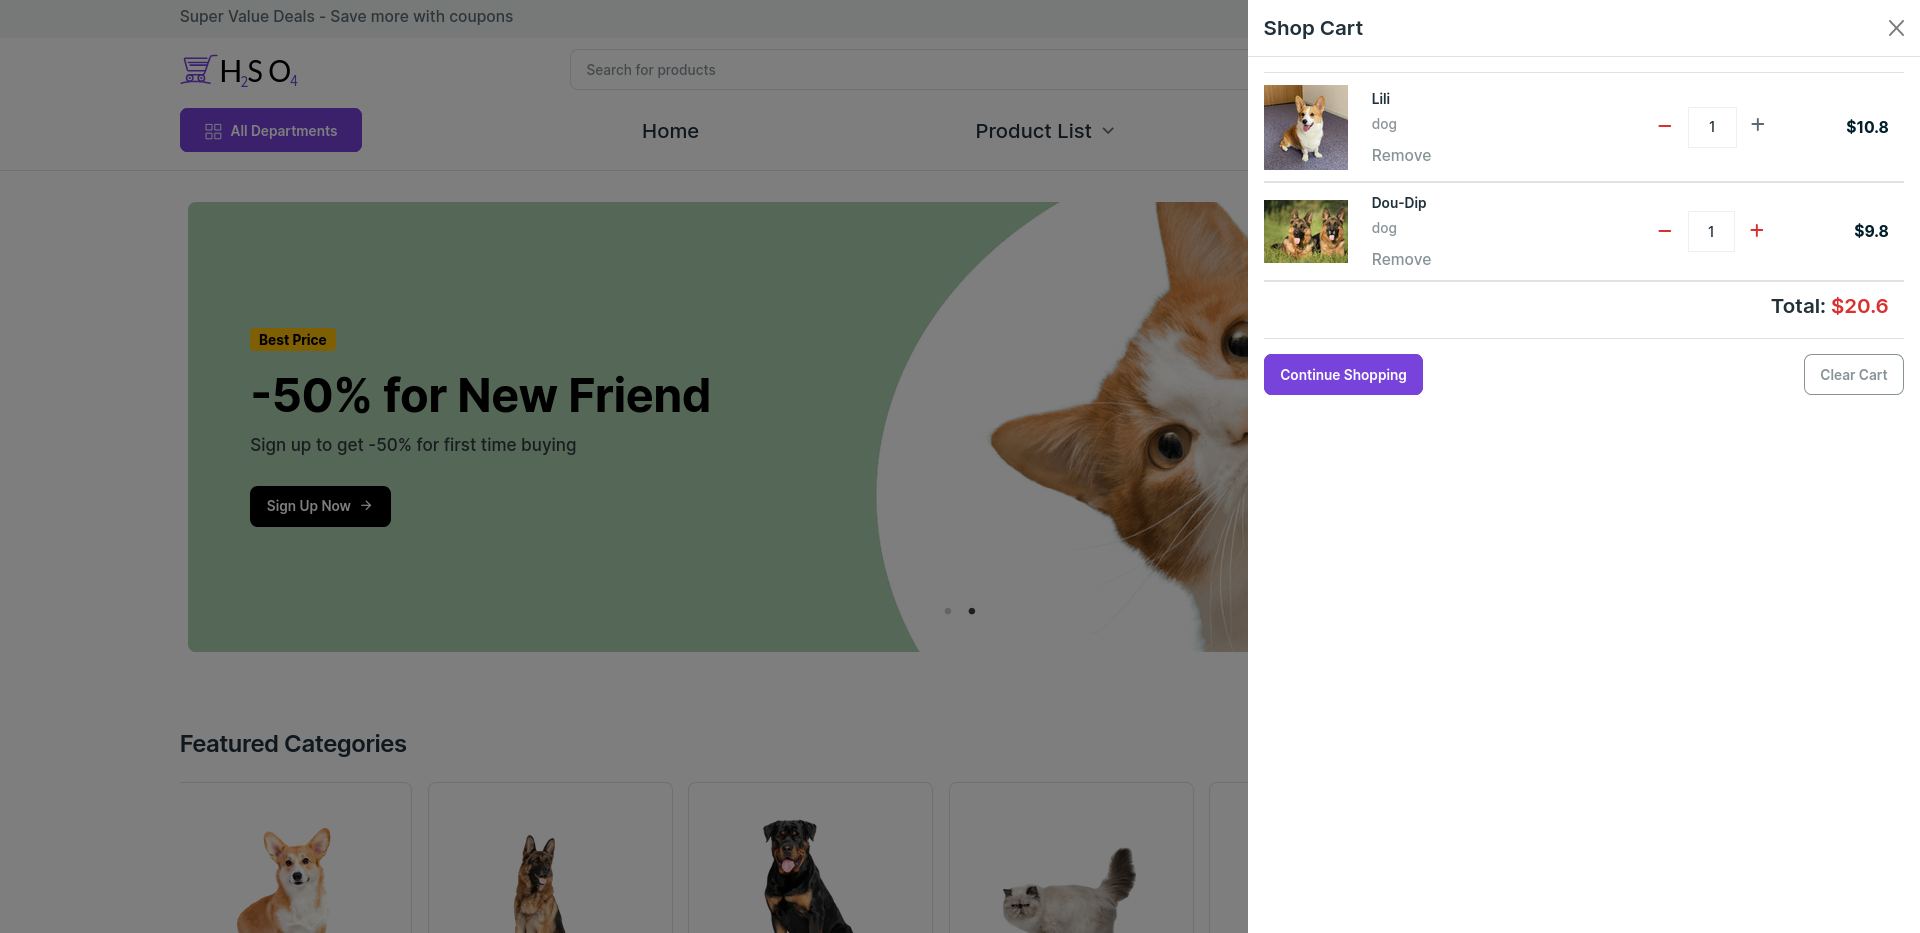 Super Value Deals - Save more with coupons
H2SO4
Search for products
All Departments
Home
Product List
Best Price
-50% for New Friend
Sign up to get -50% for first time buying
Sign Up Now →
Featured Categories
Shop Cart
Lili
dog
Remove
− 1 +
$10.8
Dou-Dip
dog
Remove
− 1 +
$9.8
Total: $20.6
Continue Shopping
Clear Cart